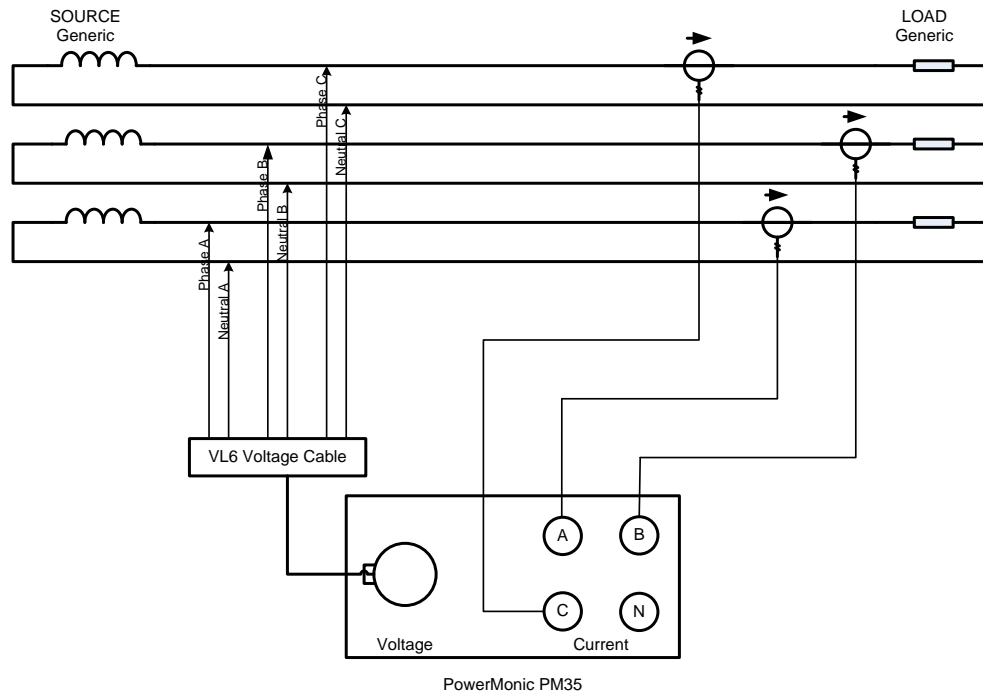 SOURCE
Generic
LOAD
Generic
Phase C
Neutral C
Phase B
Neutral B
Phase A
Neutral A
VL6 Voltage Cable
A
B
C
N
Voltage
Current
PowerMonic PM35